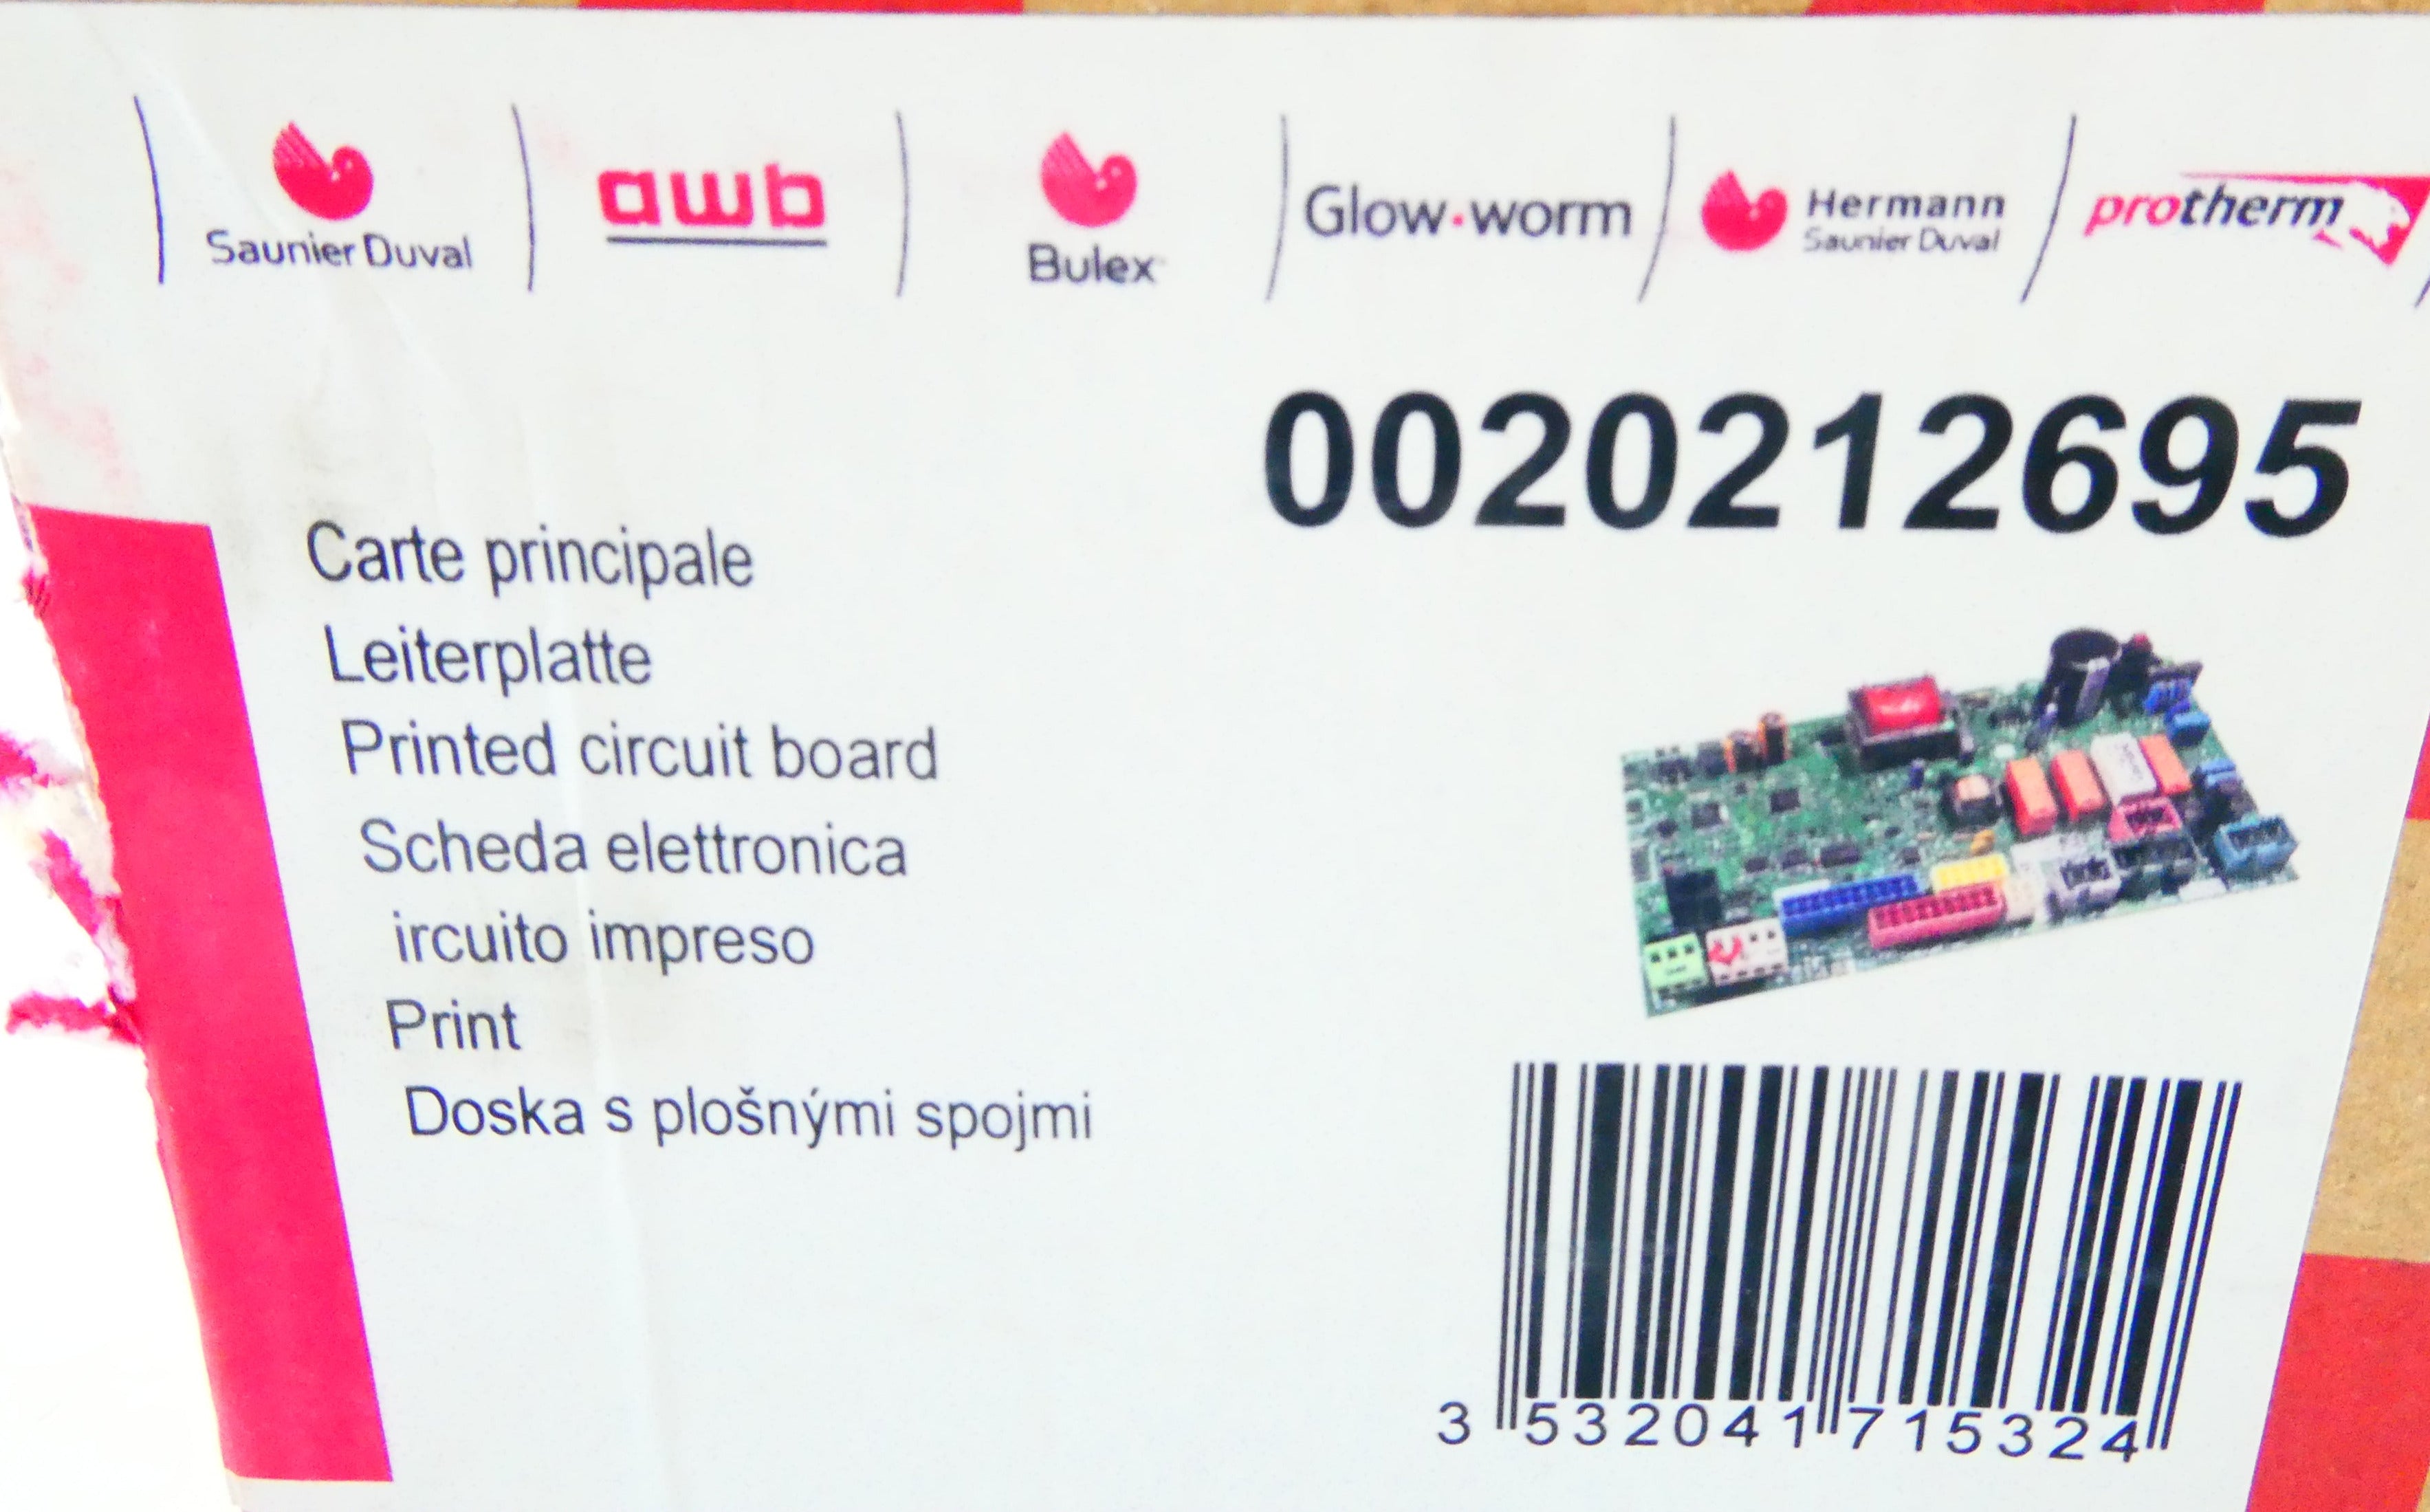 Saunier Duval
awb
Bulex
Glow·worm
Hermann
Saunier Duval
protherm
0020212695
Carte principale
Leiterplatte
Printed circuit board
Scheda elettronica
ircuito impreso
Print
Doska s plošnými spojmi
3 532041 715324